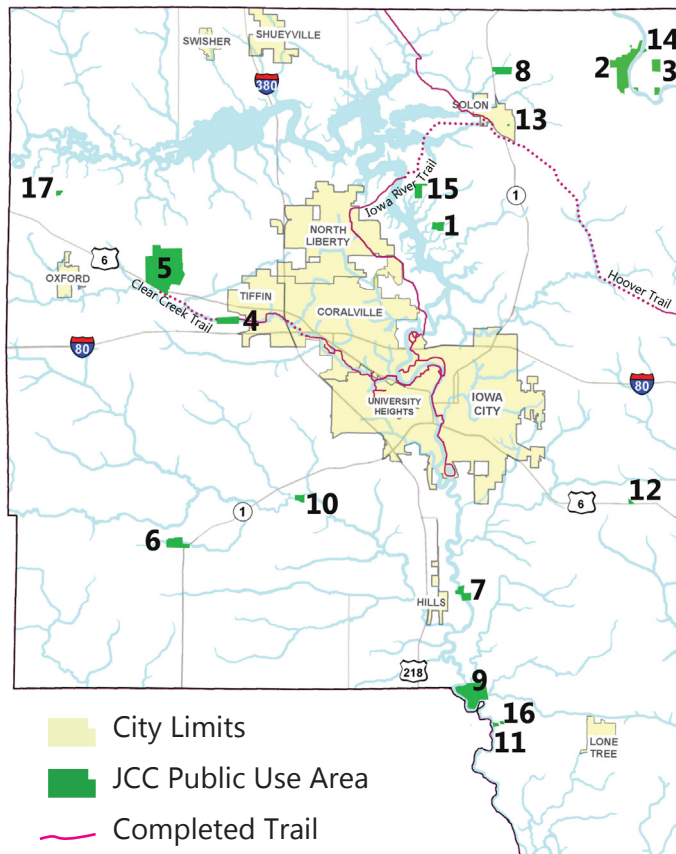 SHUEYVILLE
SWISHER
14
2
3
8
380
SOLON
13
17
Iowa River Trail
15
1
1
NORTH
LIBERTY
6
5
OXFORD
Hoover Trail
TIFFIN
Clear Creek Trail
4
CORALVILLE
80
80
UNIVERSITY
HEIGHTS
IOWA
CITY
10
12
6
1
6
7
HILLS
218
9
16
11
LONE
TREE
City Limits
JCC Public Use Area
Completed Trail